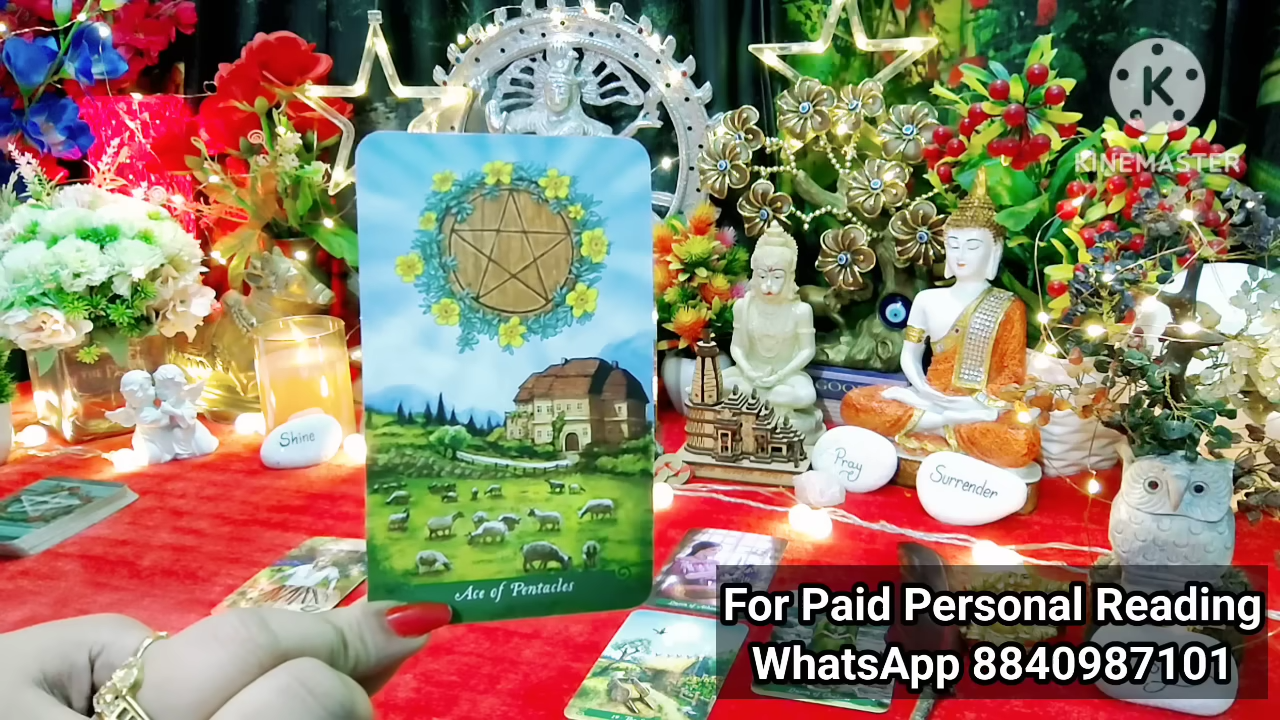 K
KINEMASTER
Shine
Pray
Surrender
Ace of Pentacles
For Paid Personal Reading
WhatsApp 8840987101